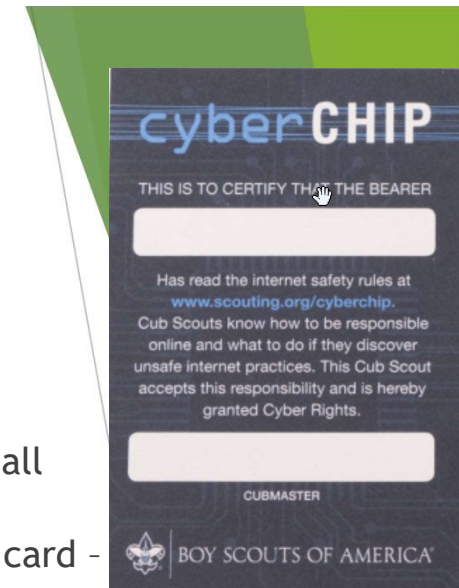 cyber CHIP
THIS IS TO CERTIFY THAT THE BEARER
Has read the internet safety rules at
www.scouting.org/cyberchip.
Cub Scouts know how to be responsible
online and what to do if they discover
unsafe internet practices. This Cub Scout
accepts this responsibility and is hereby
granted Cyber Rights.
all
CUBMASTER
card –
BOY SCOUTS OF AMERICA